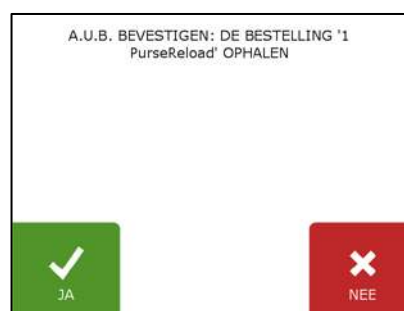 A.U.B. BEVESTIGEN: DE BESTELLING '1
PurseReload' OPHALEN
JA
NEE